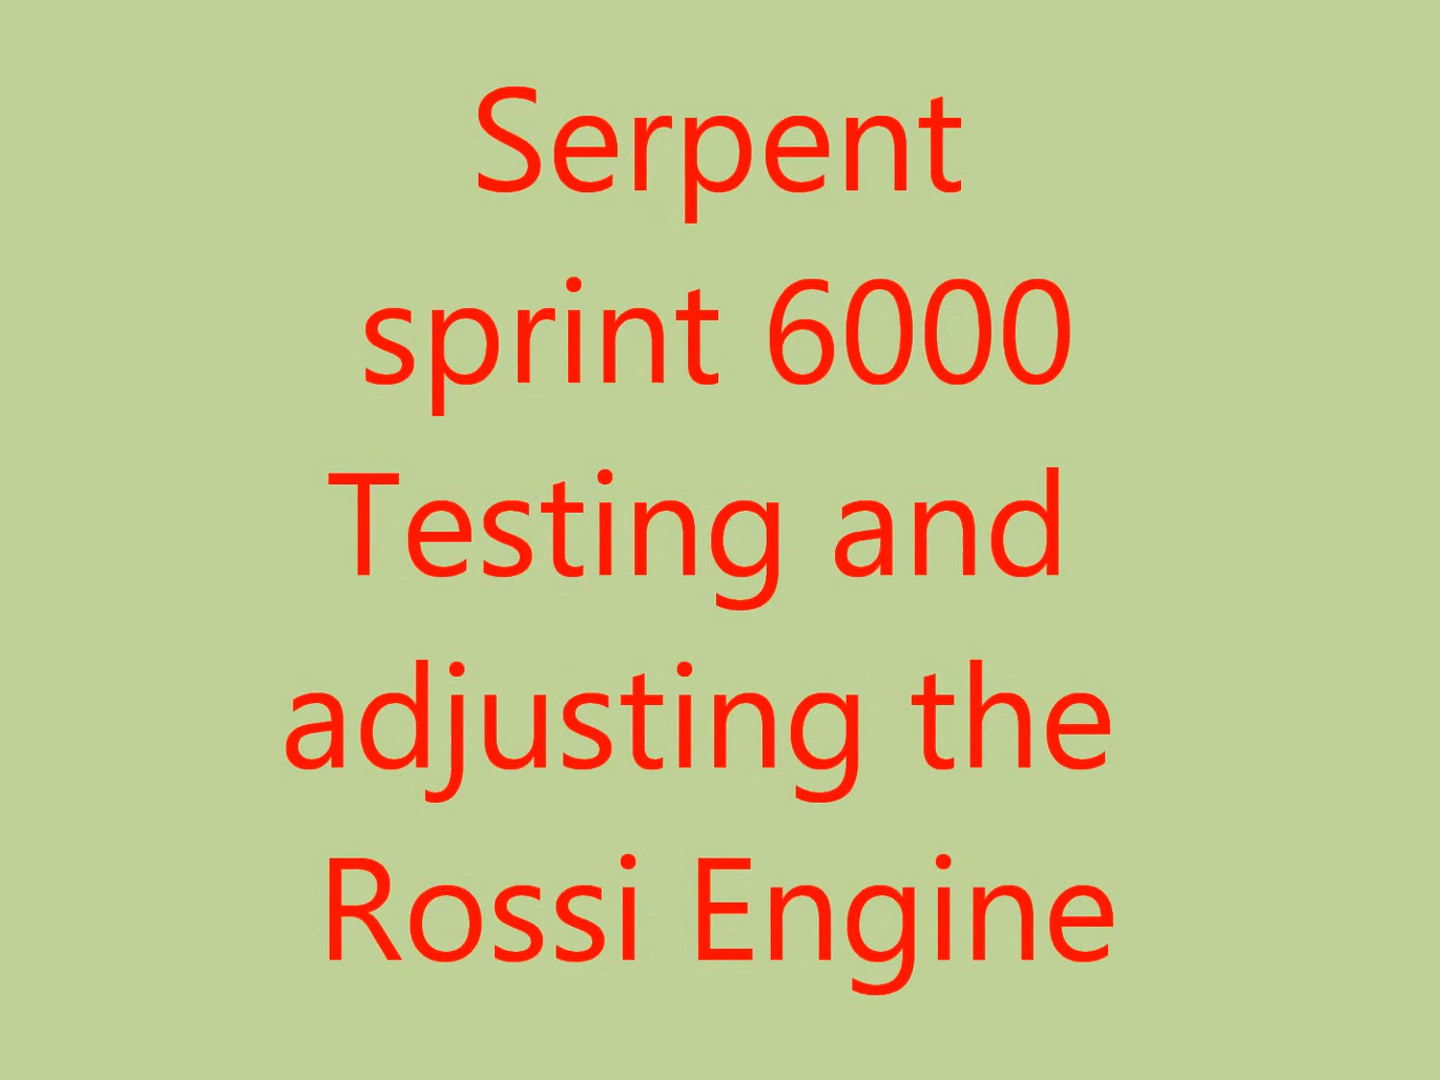 Serpent
sprint 6000
Testing and
adjusting the
Rossi Engine